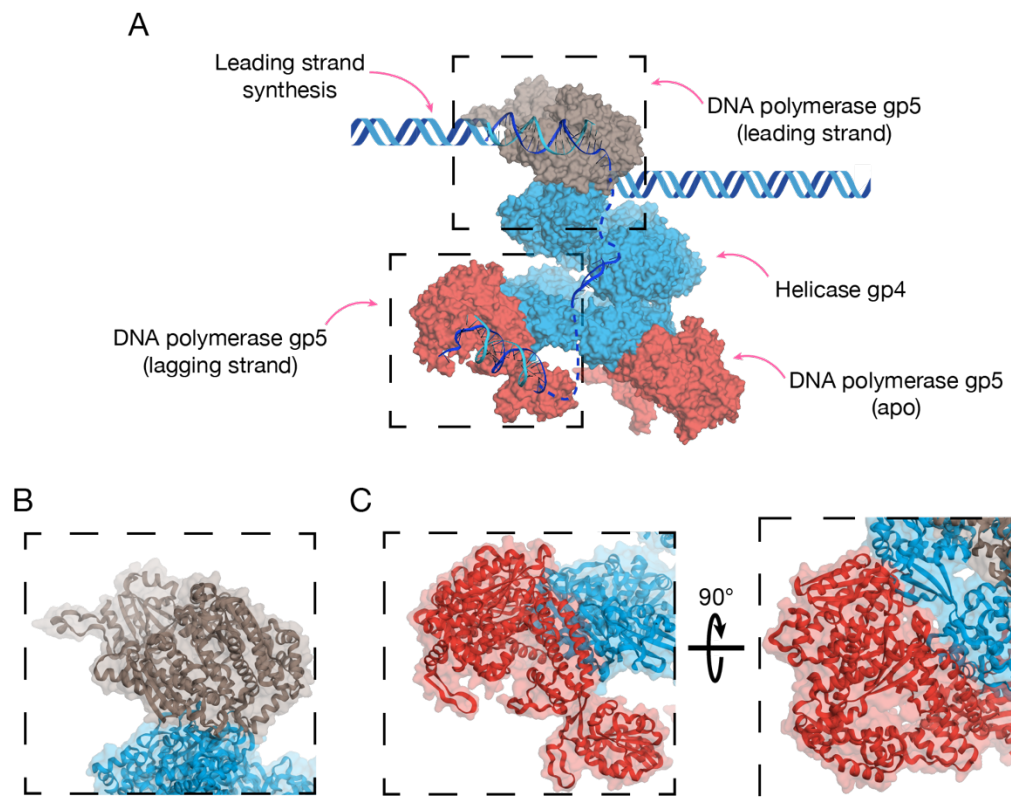 A
Leading strand
synthesis
DNA polymerase gp5
(leading strand)
Helicase gp4
DNA polymerase gp5
(lagging strand)
DNA polymerase gp5
(apo)
B
C
90°